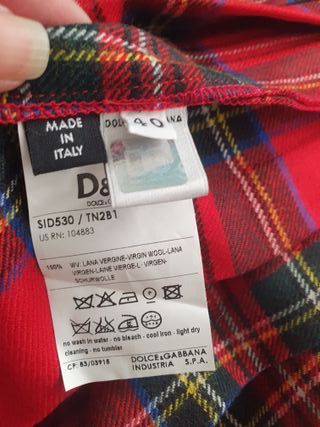 MADE
IN
ITALY
40
D&
SID530 / TN2B1
US RN: 104883
100% WV: LANA VERGINE-VIRGIN WOOL-LANA
VIRGEN-LAINE VIERGE-L· VIRGEN-
SCHURWOLLE
no wash in water - no bleach - cool iron - light dry
cleaning - no tumbler
CP: 83/03918
DOLCE&GABBANA
INDUSTRIA S.P.A.